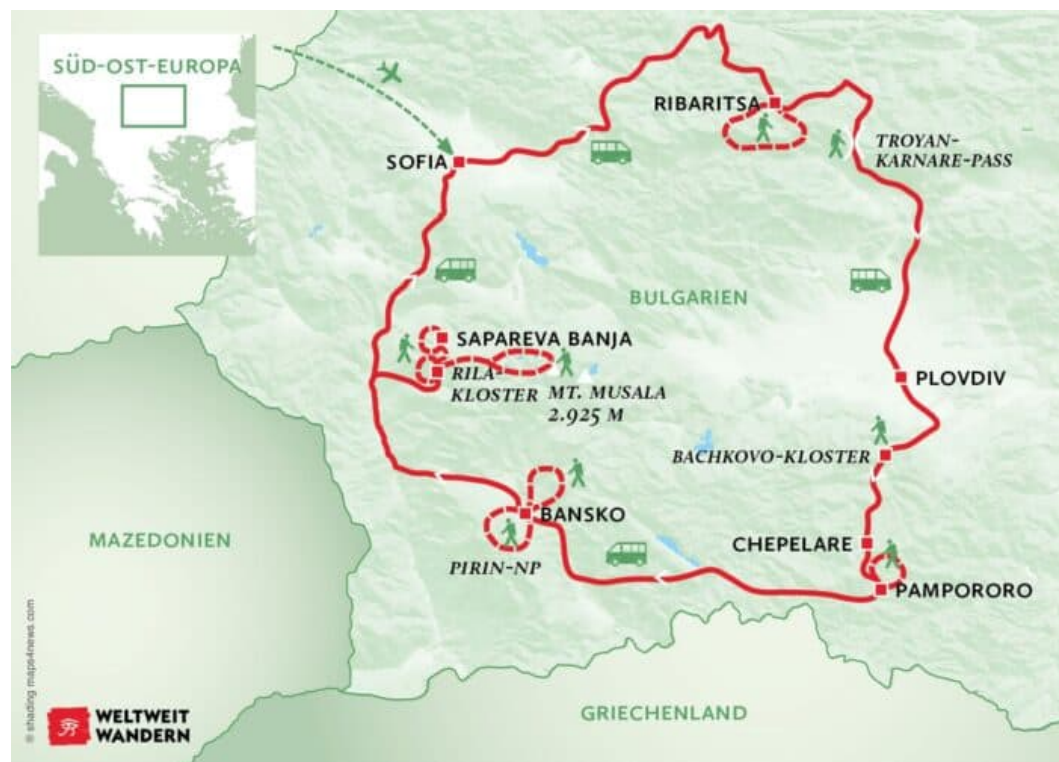 SÜD-OST-EUROPA
RIBARITSA
TROYAN-
KARNARE-PASS
SOFIA
BULGARIEN
SAPAREVA BANJA
RILA-
KLOSTER
MT. MUSALA
2.925 M
PLOVDIV
BACHKOVO-KLOSTER
BANSKO
PIRIN-NP
CHEPELARE
PAMPORORO
MAZEDONIEN
GRIECHENLAND
WELTWEIT
WANDERN
© shading maps4news.com